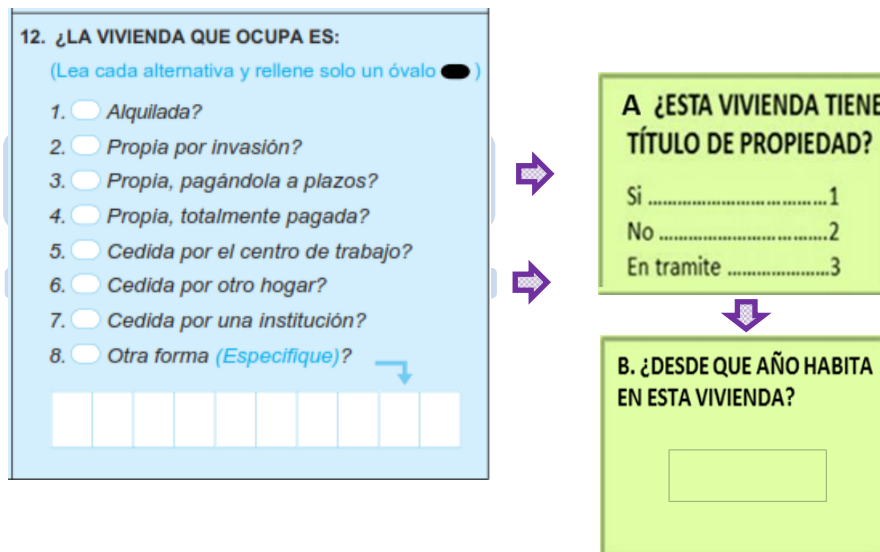 12. ¿LA VIVIENDA QUE OCUPA ES:
(Lea cada alternativa y rellene solo un óvalo )
1. Alquilada?
2. Propia por invasión?
3. Propia, pagándola a plazos?
4. Propia, totalmente pagada?
5. Cedida por el centro de trabajo?
6. Cedida por otro hogar?
7. Cedida por una institución?
8. Otra forma (Especifique)?
A ¿ESTA VIVIENDA TIENE
TÍTULO DE PROPIEDAD?
Si ..................................1
No ................................2
En tramite .....................3
B. ¿DESDE QUE AÑO HABITA
EN ESTA VIVIENDA?